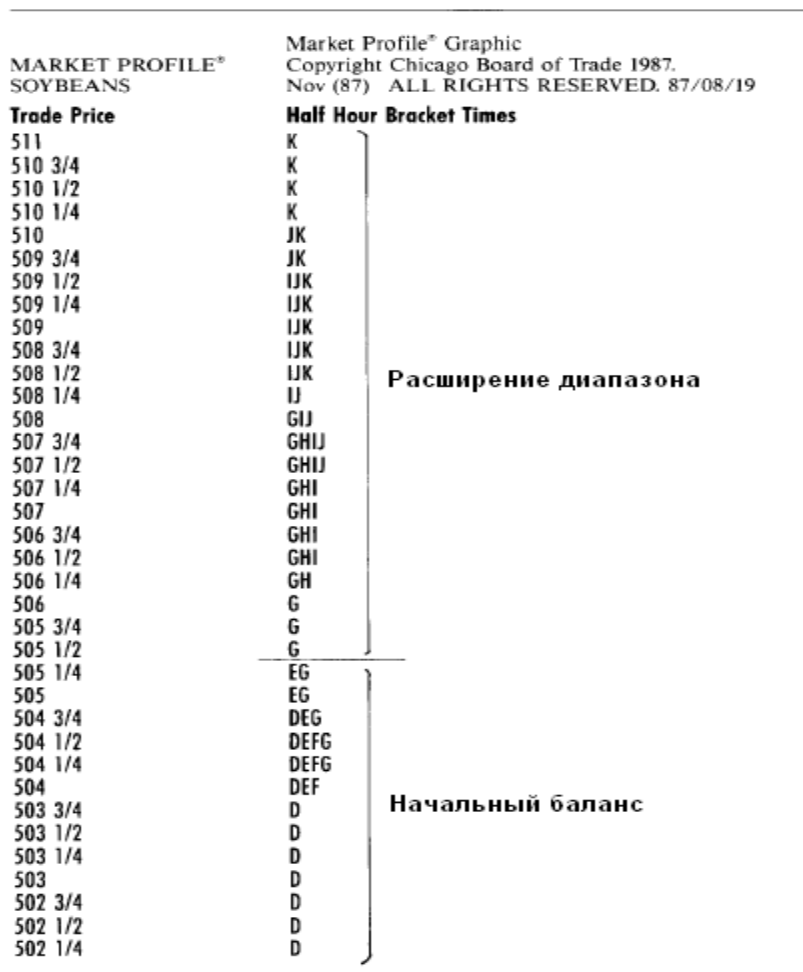 MARKET PROFILE®
SOYBEANS
Market Profile® Graphic
Copyright Chicago Board of Trade 1987.
Nov (87) ALL RIGHTS RESERVED. 87/08/19
Trade Price Half Hour Bracket Times
511 K
510 3/4 K
510 1/2 K
510 1/4 K
510 JK
509 3/4 JK
509 1/2 IJK
509 1/4 IJK
509 IJK
508 3/4 IJK
508 1/2 IJK
Расширение диапазона
508 1/4 IJ
508 GIJ
507 3/4 GHIJ
507 1/2 GHIJ
507 1/4 GHI
507 GHI
506 3/4 GHI
506 1/2 GHI
506 1/4 GH
506 G
505 3/4 G
505 1/2 G
505 1/4 EG
505 EG
504 3/4 DEG
504 1/2 DEFG
504 1/4 DEFG
504 DEF
503 3/4 D
Начальный баланс
503 1/2 D
503 1/4 D
503 D
502 3/4 D
502 1/2 D
502 1/4 D